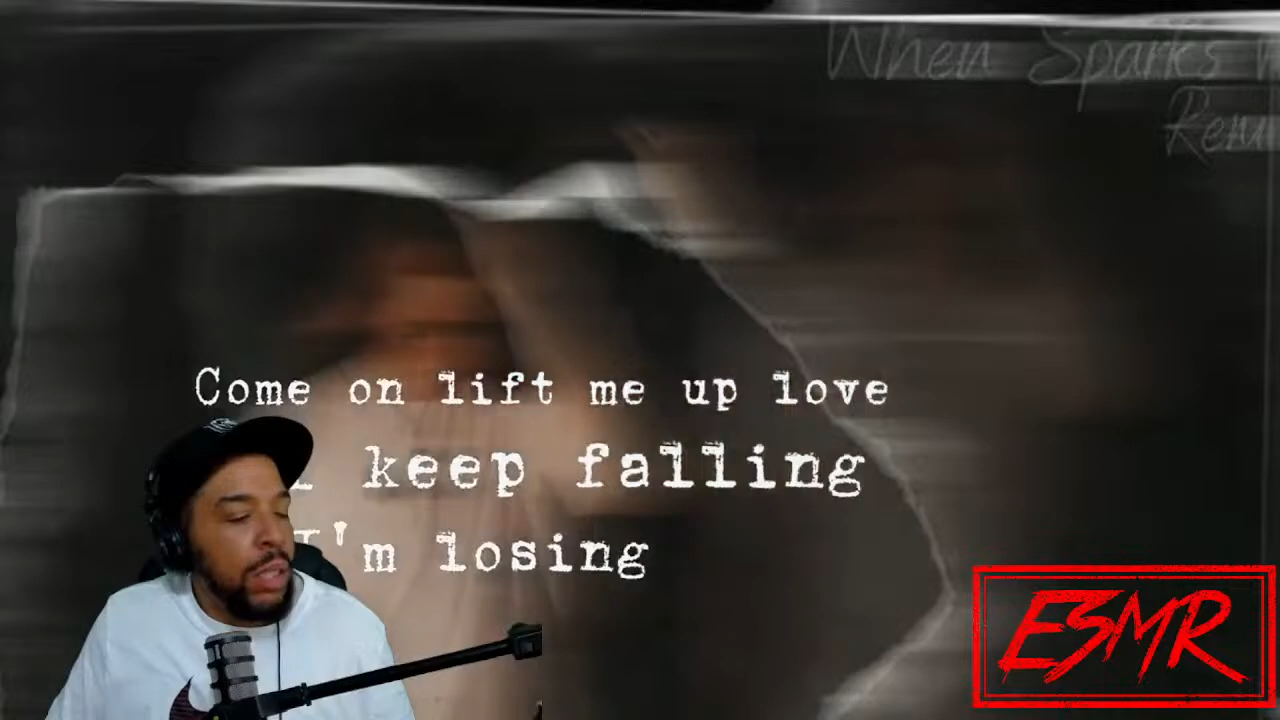 When Sparks
Come on lift me up love
I keep falling
I'm losing
ESMR